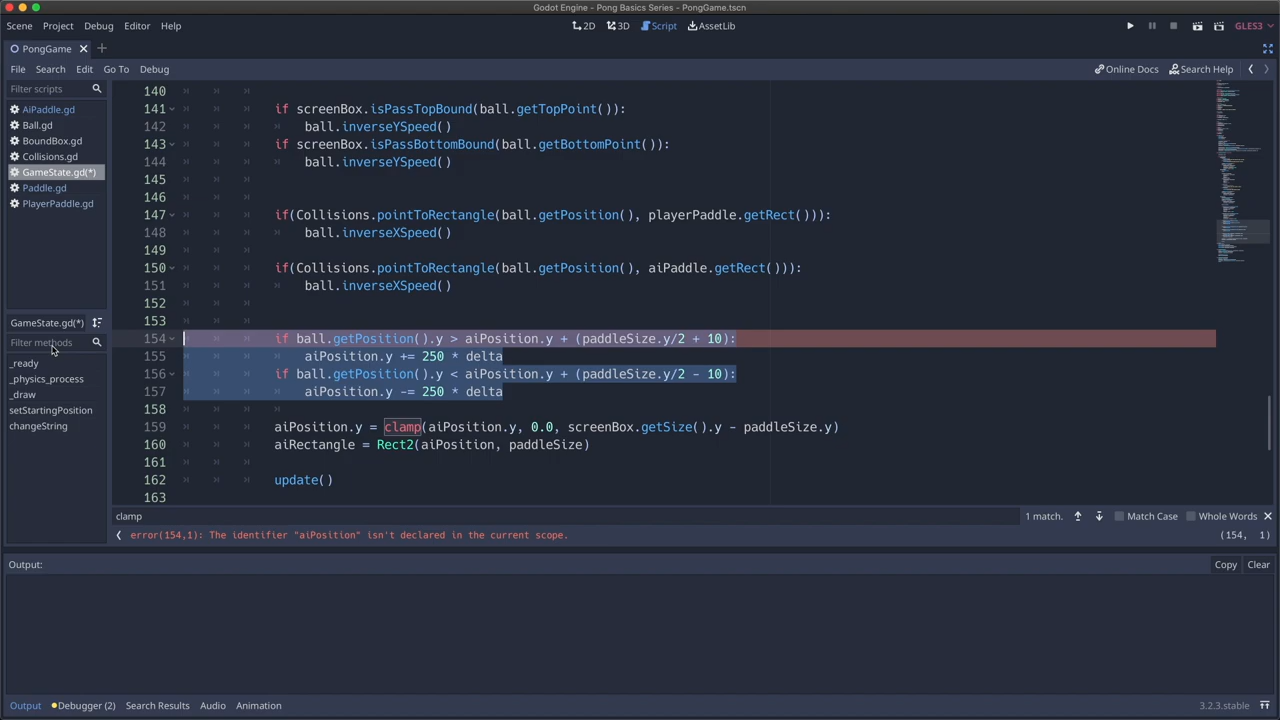 Godot Engine - Pong Basics Series - PongGame.tscn
Scene Project Debug Editor Help 2D 3D Script AssetLib GLES3
PongGame
File Search Edit Go To Debug Online Docs Search Help
Filter scripts
AiPaddle.gd
Ball.gd
BoundBox.gd
Collisions.gd
GameState.gd(*)
Paddle.gd
PlayerPaddle.gd
GameState.gd(*)
Filter methods
_ready
_physics_process
_draw
setStartingPosition
changeString
140
141 if screenBox.isPassTopBound(ball.getTopPoint()):
142 ball.inverseYSpeed()
143 if screenBox.isPassBottomBound(ball.getBottomPoint()):
144 ball.inverseYSpeed()
145
146
147 if(Collisions.pointToRectangle(ball.getPosition(), playerPaddle.getRect())):
148 ball.inverseXSpeed()
149
150 if(Collisions.pointToRectangle(ball.getPosition(), aiPaddle.getRect())):
151 ball.inverseXSpeed()
152
153
154 if ball.getPosition().y > aiPosition.y + (paddleSize.y/2 + 10):
155 aiPosition.y += 250 * delta
156 if ball.getPosition().y < aiPosition.y + (paddleSize.y/2 - 10):
157 aiPosition.y -= 250 * delta
158
159 aiPosition.y = clamp(aiPosition.y, 0.0, screenBox.getSize().y - paddleSize.y)
160 aiRectangle = Rect2(aiPosition, paddleSize)
161
162 update()
163
clamp 1 match. Match Case Whole Words
error(154,1): The identifier "aiPosition" isn't declared in the current scope. (154, 1)
Output: Copy Clear
Output Debugger (2) Search Results Audio Animation 3.2.3.stable